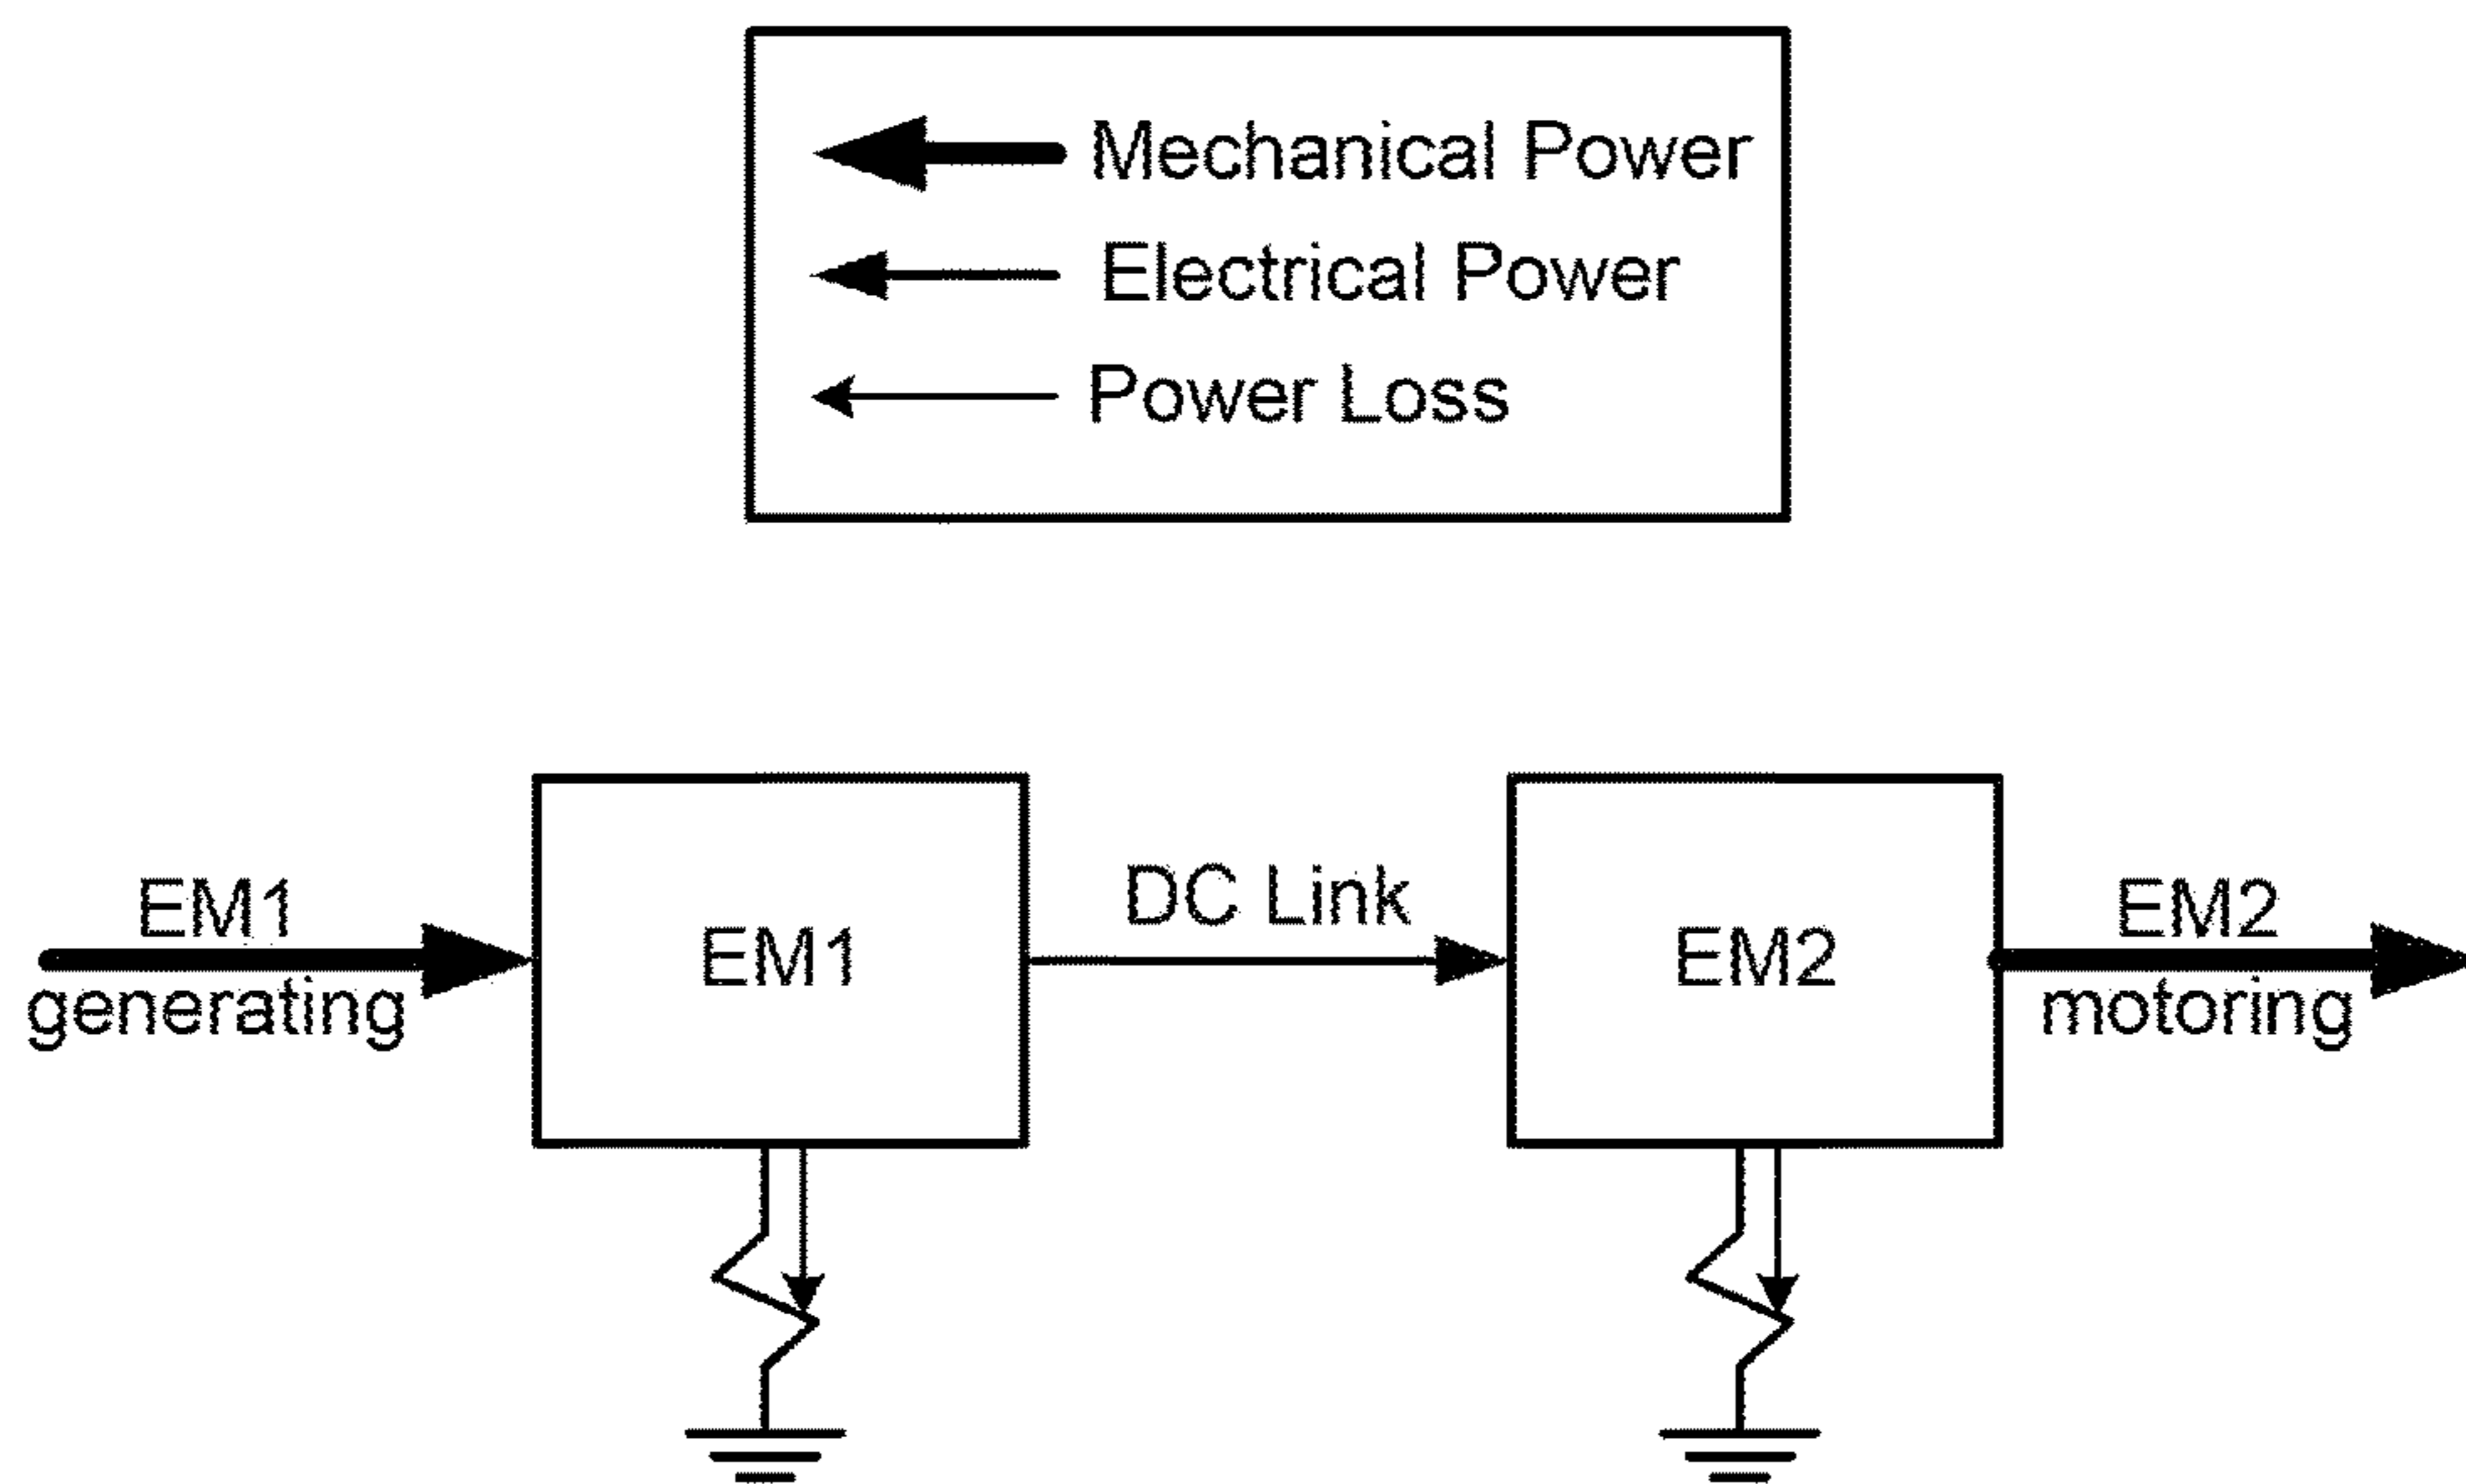 Mechanical Power
Electrical Power
Power Loss
EM1
generating
EM1
DC Link
EM2
EM2
motoring